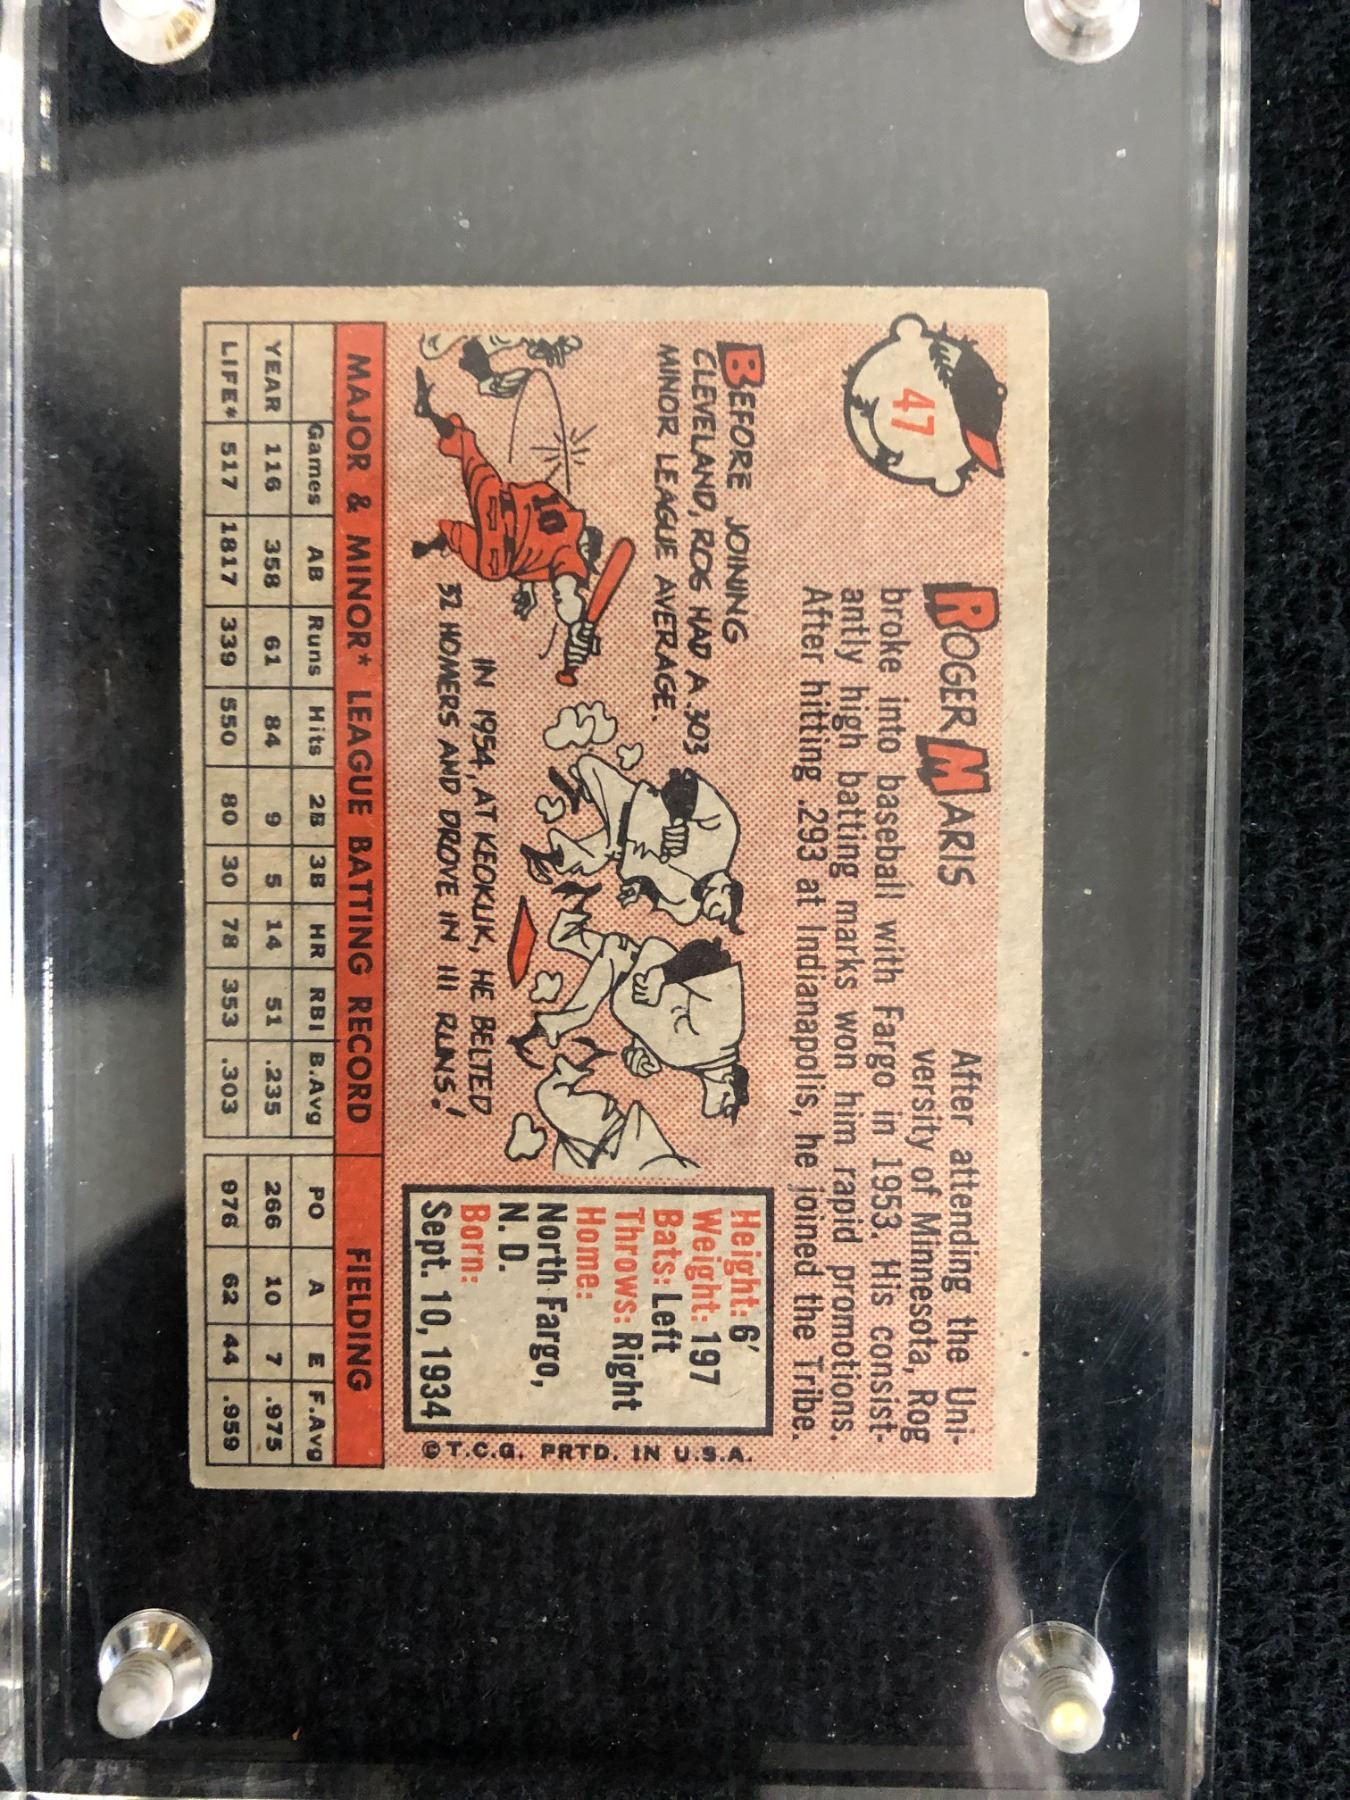 47
ROGER MARIS
After attending the Uni-
versity of Minnesota, Rog
broke into baseball with Fargo in 1953. His consist-
antly high batting marks won him rapid promotions.
After hitting .293 at Indianapolis, he joined the Tribe.
BEFORE JOINING
CLEVELAND, ROG HAD A .303
MINOR LEAGUE AVERAGE.
10
IN 1954, AT KEOKUK, HE BELTED
32 HOMERS AND DROVE IN 111 RUNS!
Height: 6'
Weight: 197
Bats: Left
Throws: Right
Home:
North Fargo,
N. D.
Born:
Sept. 10, 1934
©T.C.G. PRTD. IN U.S.A.
MAJOR & MINOR* LEAGUE BATTING RECORD FIELDING
Games AB Runs Hits 2B 3B HR RBI B.Avg PO A E F.Avg
YEAR 116 358 61 84 9 5 14 51 .235 266 10 7 .975
LIFE* 517 1817 339 550 80 30 78 353 .303 976 62 44 .959